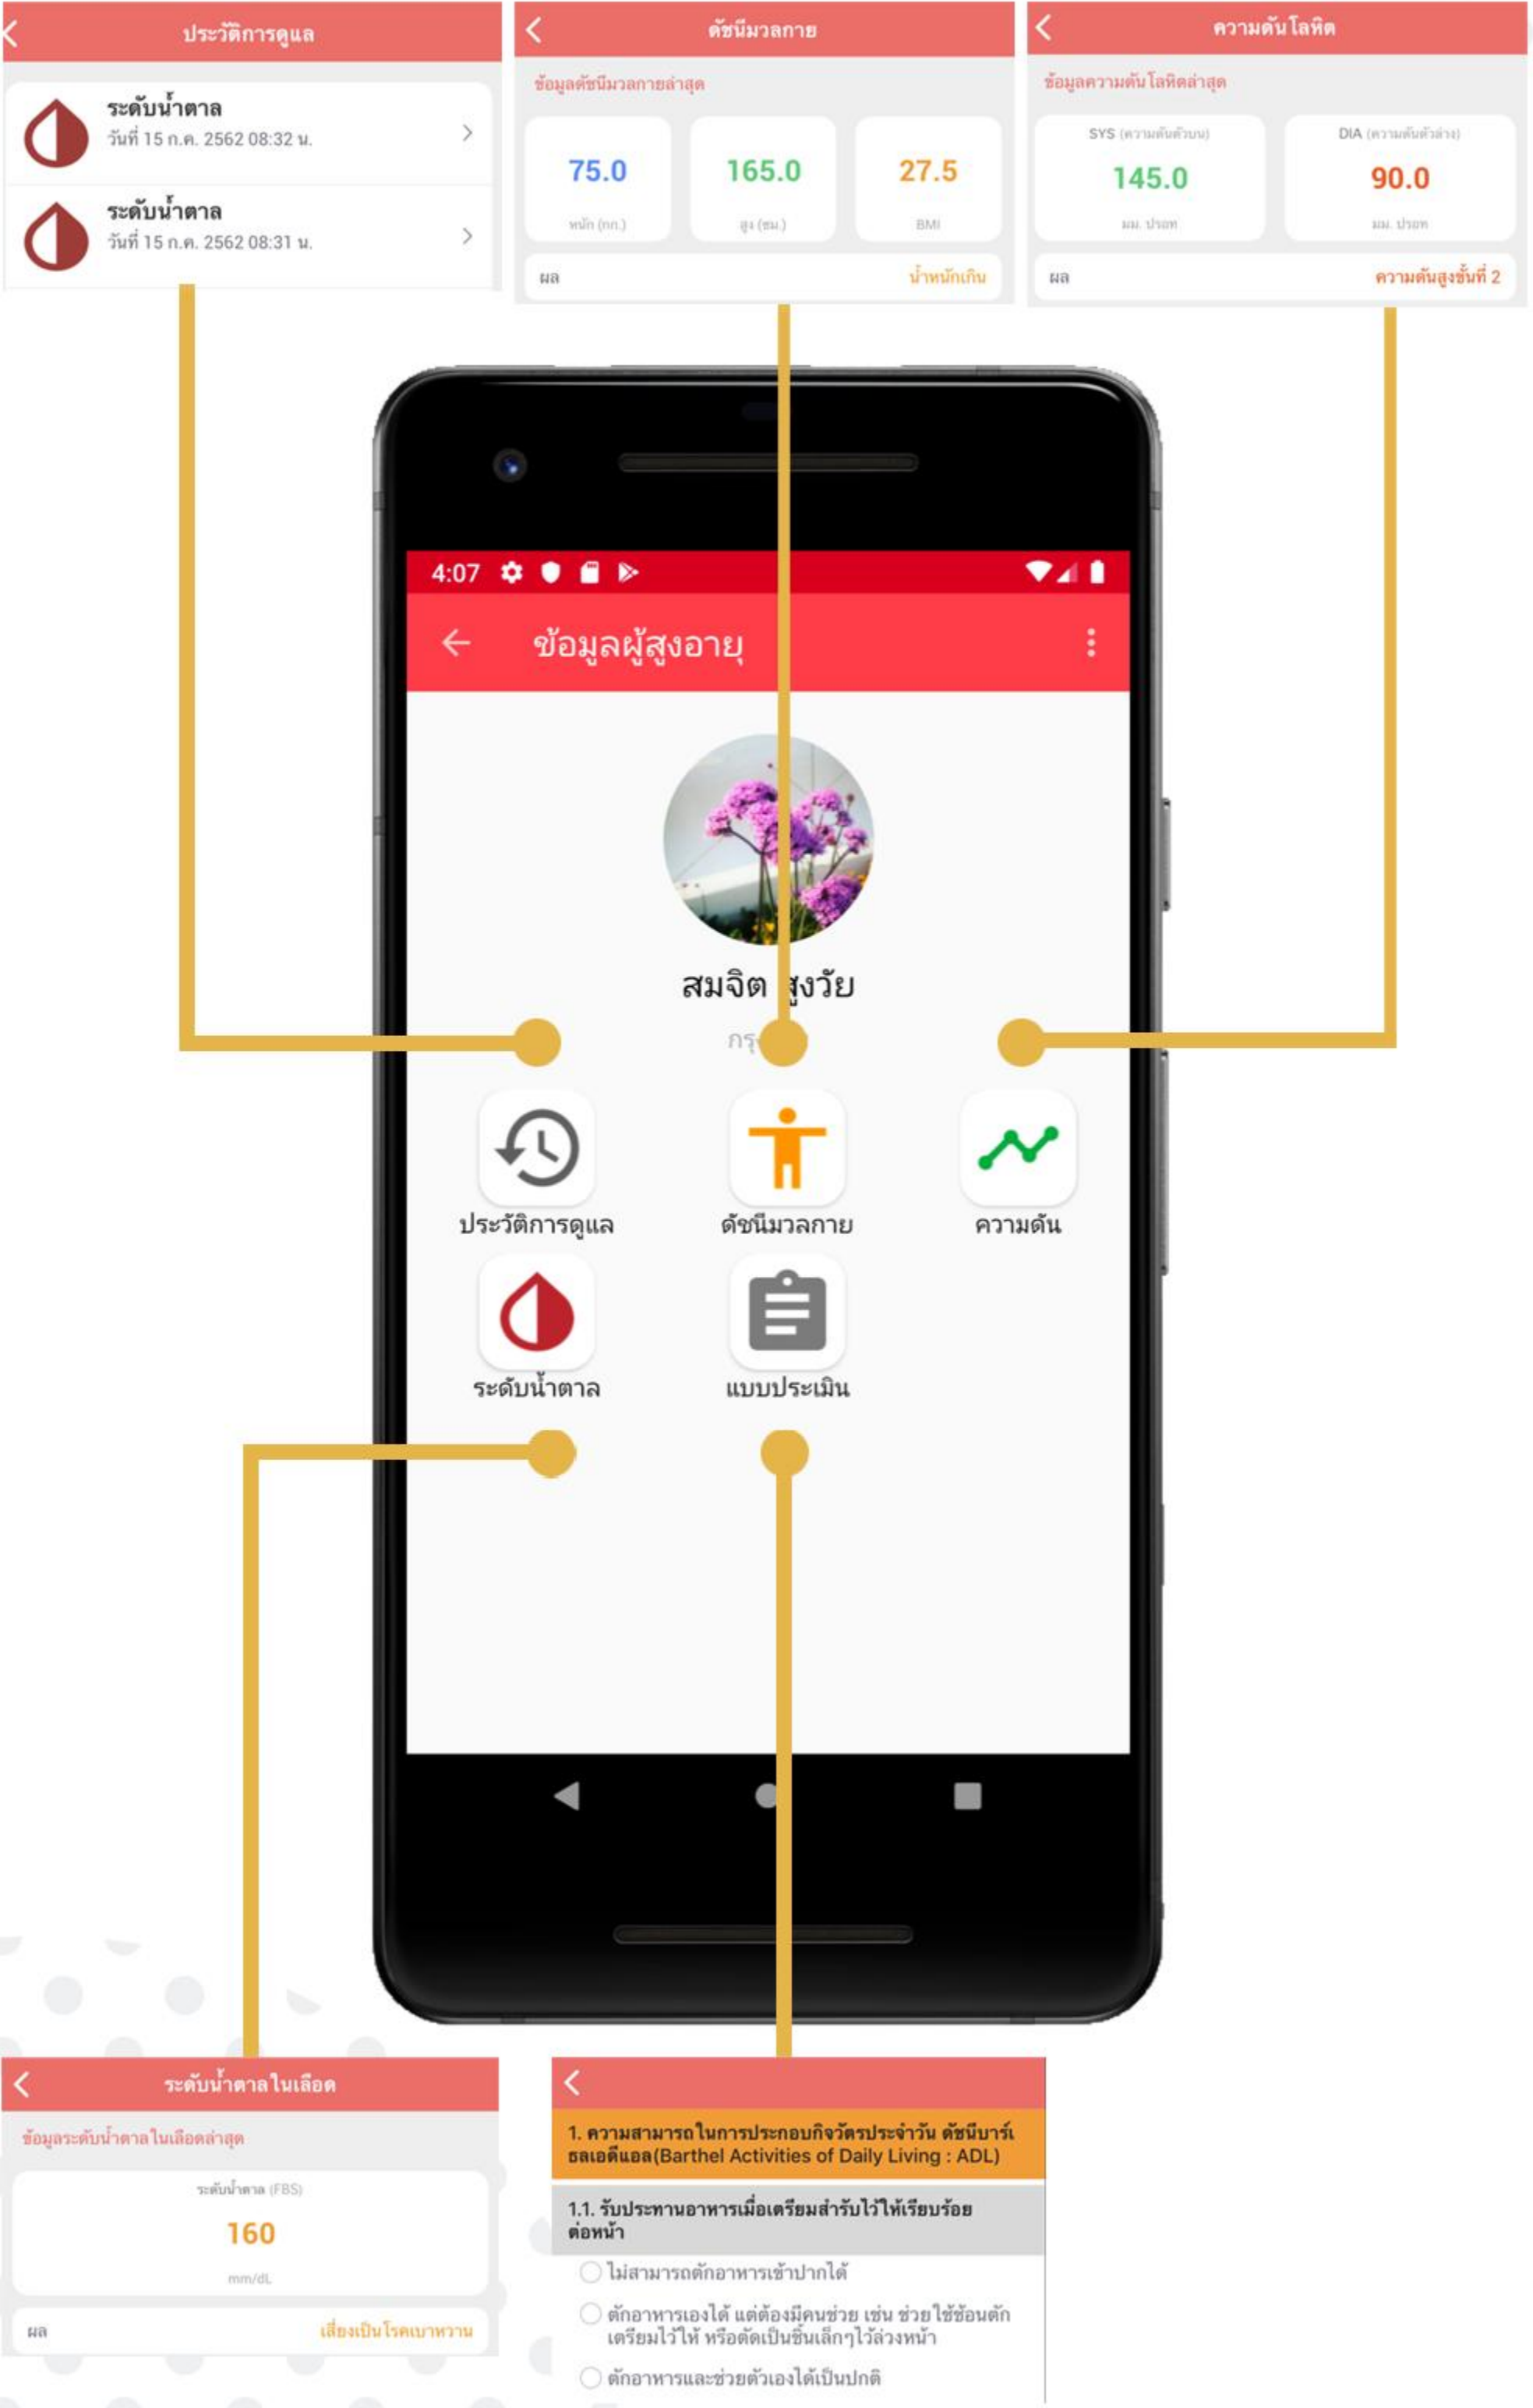 ประวัติการดูแล
ระดับน้ำตาล
วันที่ 15 ก.ค. 2562 08:32 น.
ระดับน้ำตาล
วันที่ 15 ก.ค. 2562 08:31 น.
ดัชนีมวลกาย
ข้อมูลดัชนีมวลกายล่าสุด
75.0 165.0 27.5
หนัก (กก.) สูง (ซม.) BMI
ผล น้ำหนักเกิน
ความดันโลหิต
ข้อมูลความดันโลหิตล่าสุด
SYS (ความดันตัวบน) DIA (ความดันตัวล่าง)
145.0 90.0
มม. ปรอท มม. ปรอท
ผล ความดันสูงขั้นที่ 2
4:07
ข้อมูลผู้สูงอายุ
สมจิต สูงวัย
ประวัติการดูแล ดัชนีมวลกาย ความดัน
ระดับน้ำตาล แบบประเมิน
ระดับน้ำตาลในเลือด
ข้อมูลระดับน้ำตาลในเลือดล่าสุด
ระดับน้ำตาล (FBS)
160
mm/dL
ผล เสี่ยงเป็นโรคเบาหวาน
1. ความสามารถในการประกอบกิจวัตรประจำวัน ดัชนีบาร์เ
ธลเอดีแอล(Barthel Activities of Daily Living : ADL)
1.1. รับประทานอาหารเมื่อเตรียมสำรับไว้ให้เรียบร้อย
ต่อหน้า
ไม่สามารถตักอาหารเข้าปากได้
ตักอาหารเองได้ แต่ต้องมีคนช่วย เช่น ช่วยใช้ช้อนตัก
เตรียมไว้ให้ หรือตัดเป็นชิ้นเล็กๆไว้ล่วงหน้า
ตักอาหารและช่วยตัวเองได้เป็นปกติ